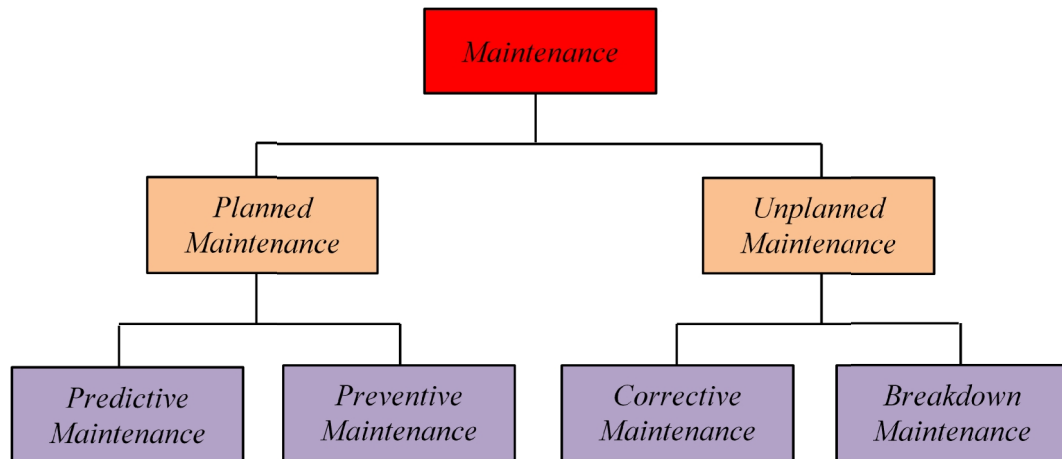 Maintenance
Planned
Maintenance
Unplanned
Maintenance
Predictive
Maintenance
Preventive
Maintenance
Corrective
Maintenance
Breakdown
Maintenance